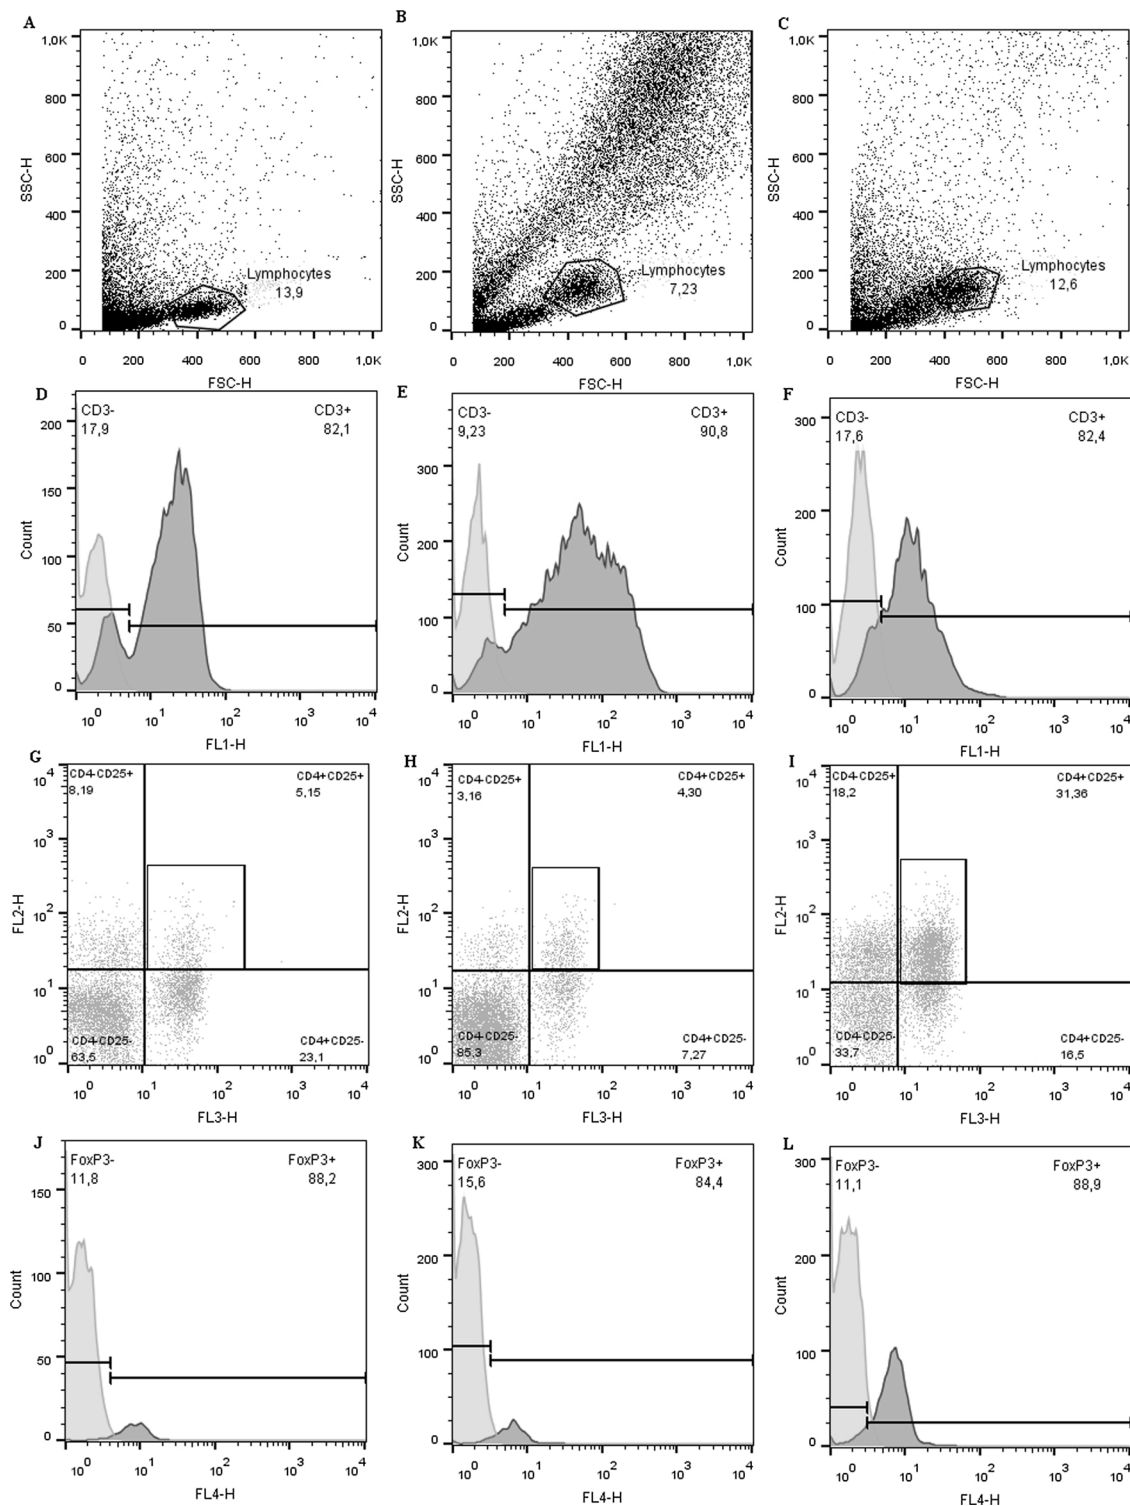 A
SSC-H
1,0K
800
600
400
200
0
Lymphocytes
13,9
0 200 400 600 800 1,0K
FSC-H
B
SSC-H
1,0K
800
600
400
200
0
Lymphocytes
7,23
0 200 400 600 800 1,0K
FSC-H
C
SSC-H
1,0K
800
600
400
200
0
Lymphocytes
12,6
0 200 400 600 800 1,0K
FSC-H
D
Count
200
150
100
50
0
CD3- CD3+
17,9 82,1
10^0 10^1 10^2 10^3 10^4
FL1-H
E
Count
300
200
100
0
CD3- CD3+
9,23 90,8
10^0 10^1 10^2 10^3 10^4
FL1-H
F
Count
300
200
100
0
CD3- CD3+
17,6 82,4
10^0 10^1 10^2 10^3 10^4
FL1-H
G
FL2-H
10^4
10^3
10^2
10^1
10^0
CD4-CD25+ CD4+CD25+
8,19 5,15
CD4-CD25- CD4+CD25-
63,5 23,1
10^0 10^1 10^2 10^3 10^4
FL3-H
H
FL2-H
10^4
10^3
10^2
10^1
10^0
CD4-CD25+ CD4+CD25+
3,16 4,30
CD4-CD25- CD4+CD25-
85,3 7,27
10^0 10^1 10^2 10^3 10^4
FL3-H
I
FL2-H
10^4
10^3
10^2
10^1
10^0
CD4-CD25+ CD4+CD25+
18,2 31,36
CD4-CD25- CD4+CD25-
33,7 16,5
10^0 10^1 10^2 10^3 10^4
FL3-H
J
Count
150
100
50
0
FoxP3- FoxP3+
11,8 88,2
10^0 10^1 10^2 10^3 10^4
FL4-H
K
Count
300
200
100
0
FoxP3- FoxP3+
15,6 84,4
10^0 10^1 10^2 10^3 10^4
FL4-H
L
Count
300
200
100
0
FoxP3- FoxP3+
11,1 88,9
10^0 10^1 10^2 10^3 10^4
FL4-H